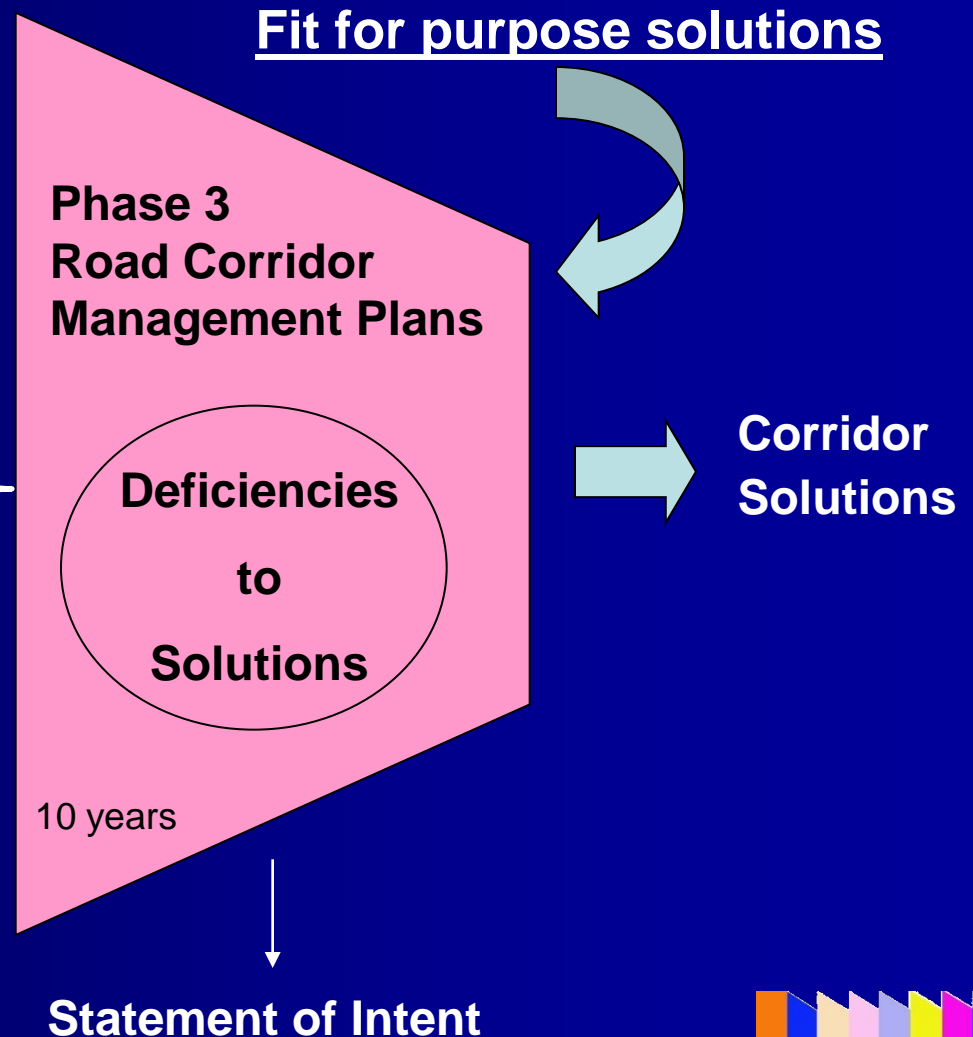 Fit for purpose solutions
Phase 3
Road Corridor
Management Plans
Deficiencies
to
Solutions
Corridor
Solutions
10 years
Statement of Intent